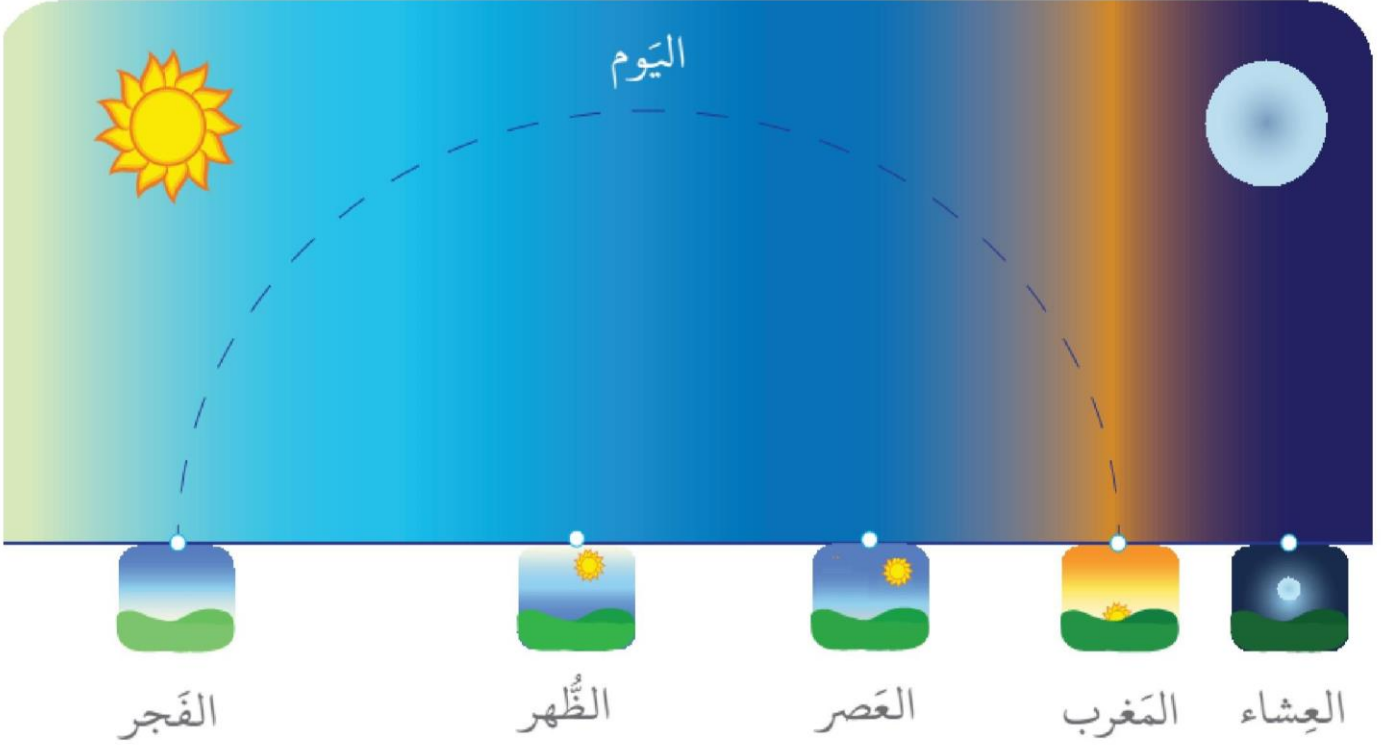 اليَوم
العِشاء
المَغرب
العَصر
الظُّهر
الفَجر